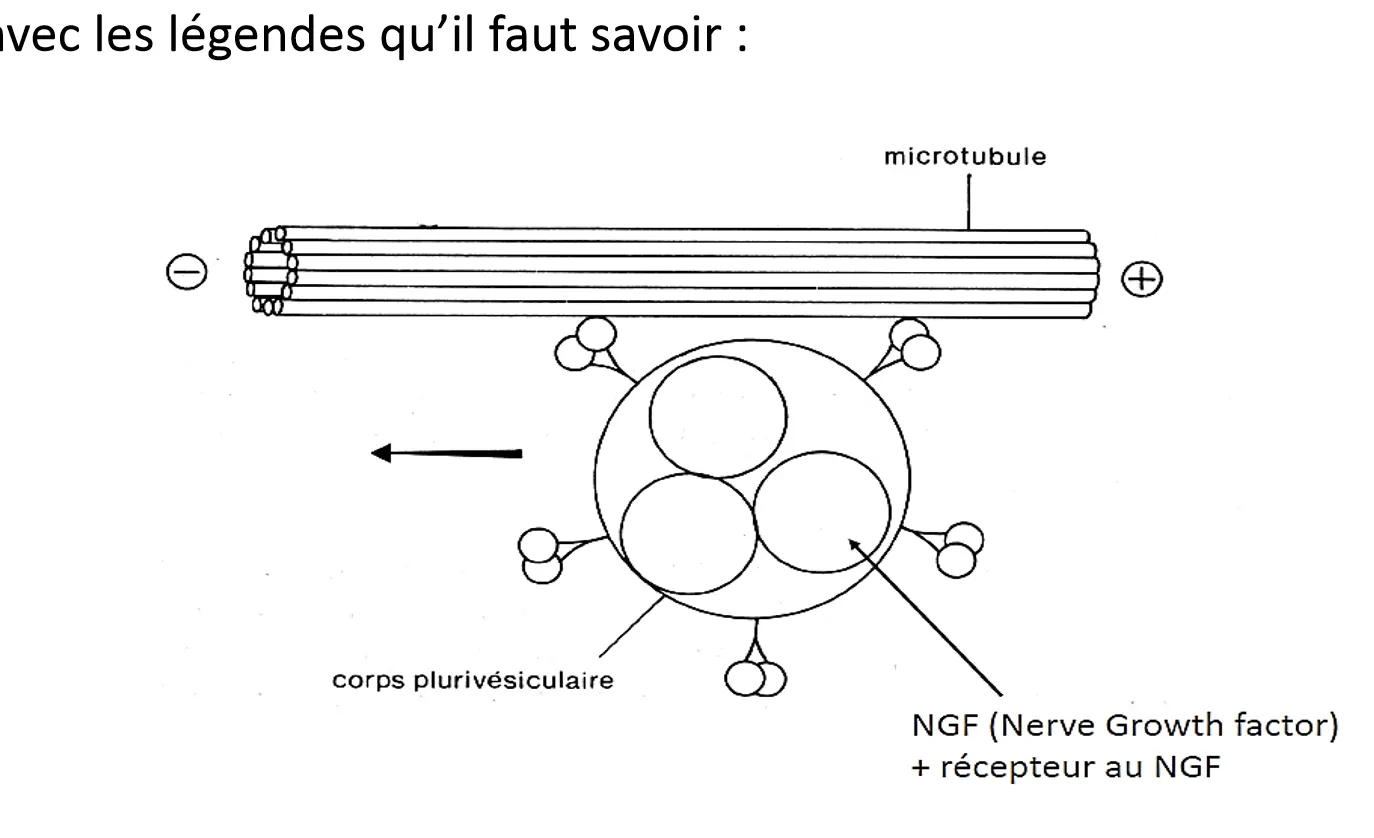 avec les légendes qu’il faut savoir :
microtubule
−
+
corps plurivésiculaire
NGF (Nerve Growth factor)
+ récepteur au NGF